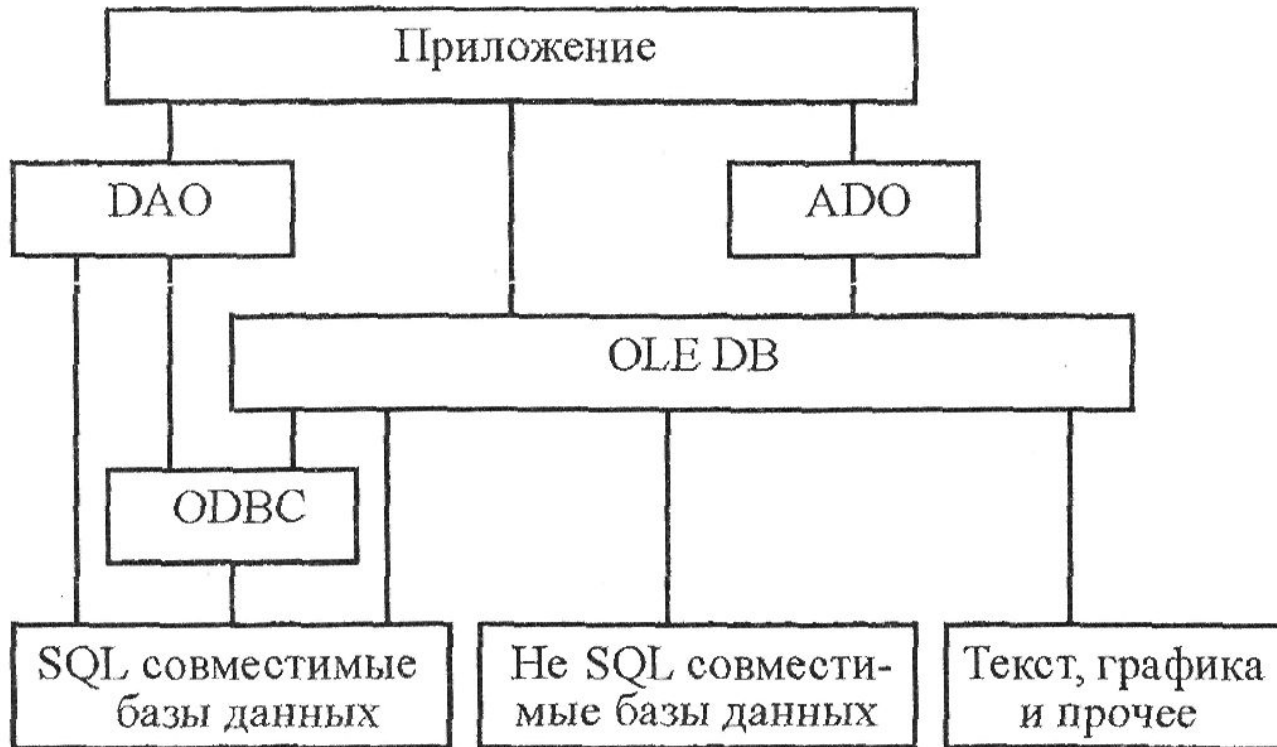 Приложение
DAO
ADO
OLE DB
ODBC
SQL совместимые
базы данных
Не SQL совмести-
мые базы данных
Текст, графика
и прочее